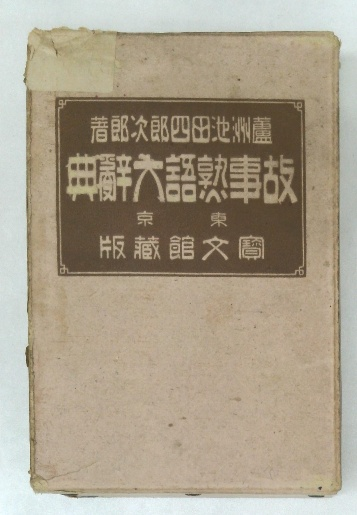 蘆洲池田四郎次郎著
故事熟語大辭典
東京
寶文館藏版